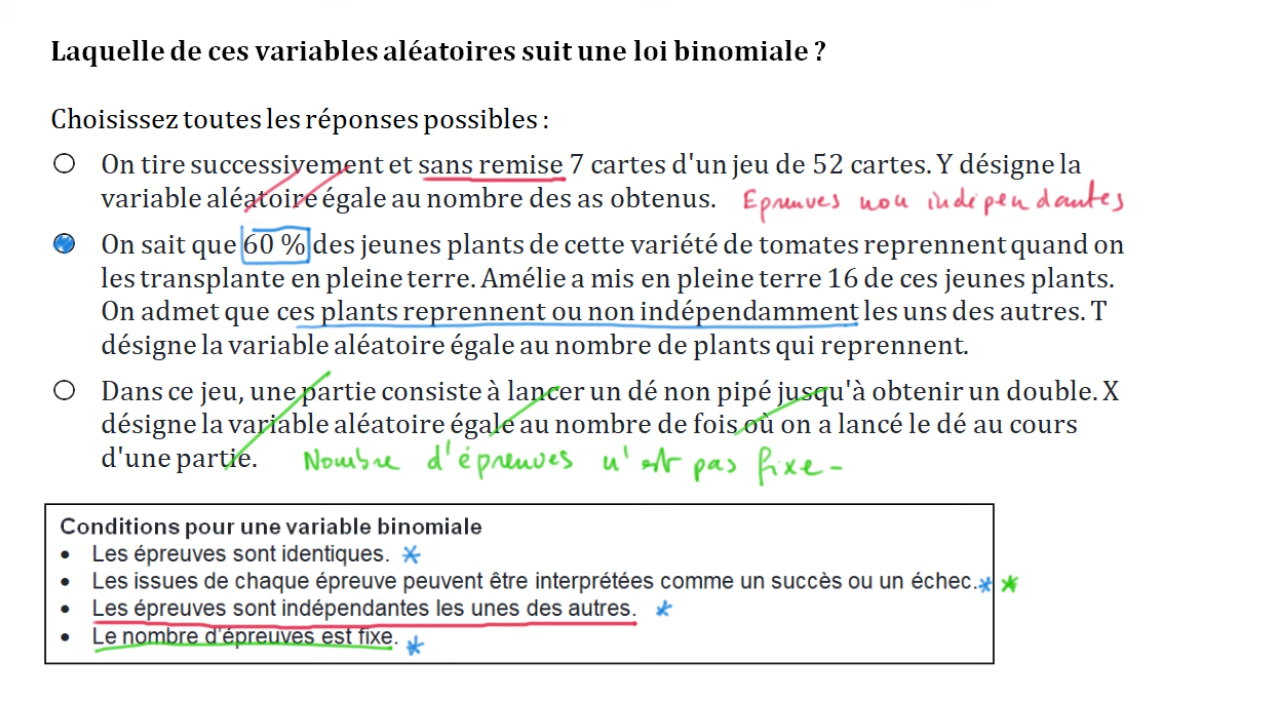 Laquelle de ces variables aléatoires suit une loi binomiale ?
Choisissez toutes les réponses possibles :
On tire successivement et sans remise 7 cartes d'un jeu de 52 cartes. Y désigne la
variable aléatoire égale au nombre des as obtenus. Epreuves non indépendantes
On sait que 60 % des jeunes plants de cette variété de tomates reprennent quand on
les transplante en pleine terre. Amélie a mis en pleine terre 16 de ces jeunes plants.
On admet que ces plants reprennent ou non indépendamment les uns des autres. T
désigne la variable aléatoire égale au nombre de plants qui reprennent.
Dans ce jeu, une partie consiste à lancer un dé non pipé jusqu'à obtenir un double. X
désigne la variable aléatoire égale au nombre de fois où on a lancé le dé au cours
d'une partie. Nombre d'épreuves n'est pas fixe -
Conditions pour une variable binomiale
• Les épreuves sont identiques. *
• Les issues de chaque épreuve peuvent être interprétées comme un succès ou un échec. * *
• Les épreuves sont indépendantes les unes des autres. *
• Le nombre d'épreuves est fixe. *